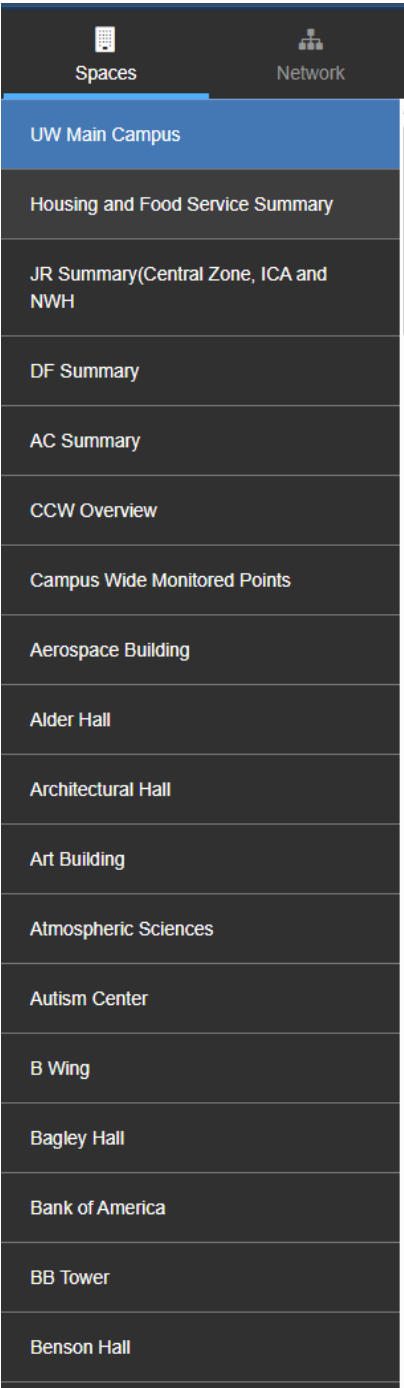 Spaces
Network
UW Main Campus
Housing and Food Service Summary
JR Summary(Central Zone, ICA and
NWH
DF Summary
AC Summary
CCW Overview
Campus Wide Monitored Points
Aerospace Building
Alder Hall
Architectural Hall
Art Building
Atmospheric Sciences
Autism Center
B Wing
Bagley Hall
Bank of America
BB Tower
Benson Hall